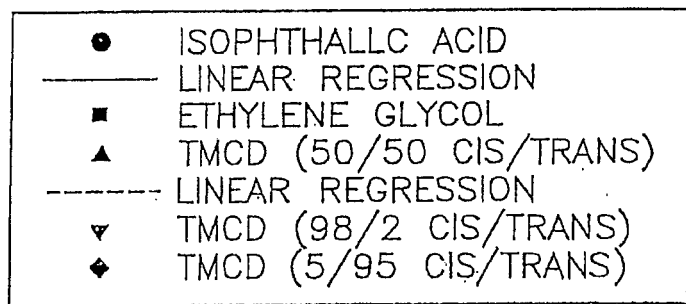 ISOPHTHALLC ACID
LINEAR REGRESSION
ETHYLENE GLYCOL
TMCD (50/50 CIS/TRANS)
LINEAR REGRESSION
TMCD (98/2 CIS/TRANS)
TMCD (5/95 CIS/TRANS)